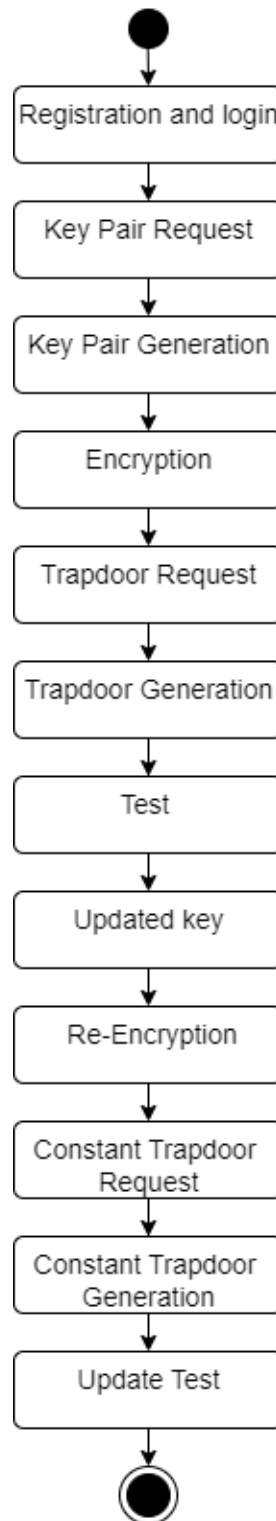 Registration and login
Key Pair Request
Key Pair Generation
Encryption
Trapdoor Request
Trapdoor Generation
Test
Updated key
Re-Encryption
Constant Trapdoor
Request
Constant Trapdoor
Generation
Update Test